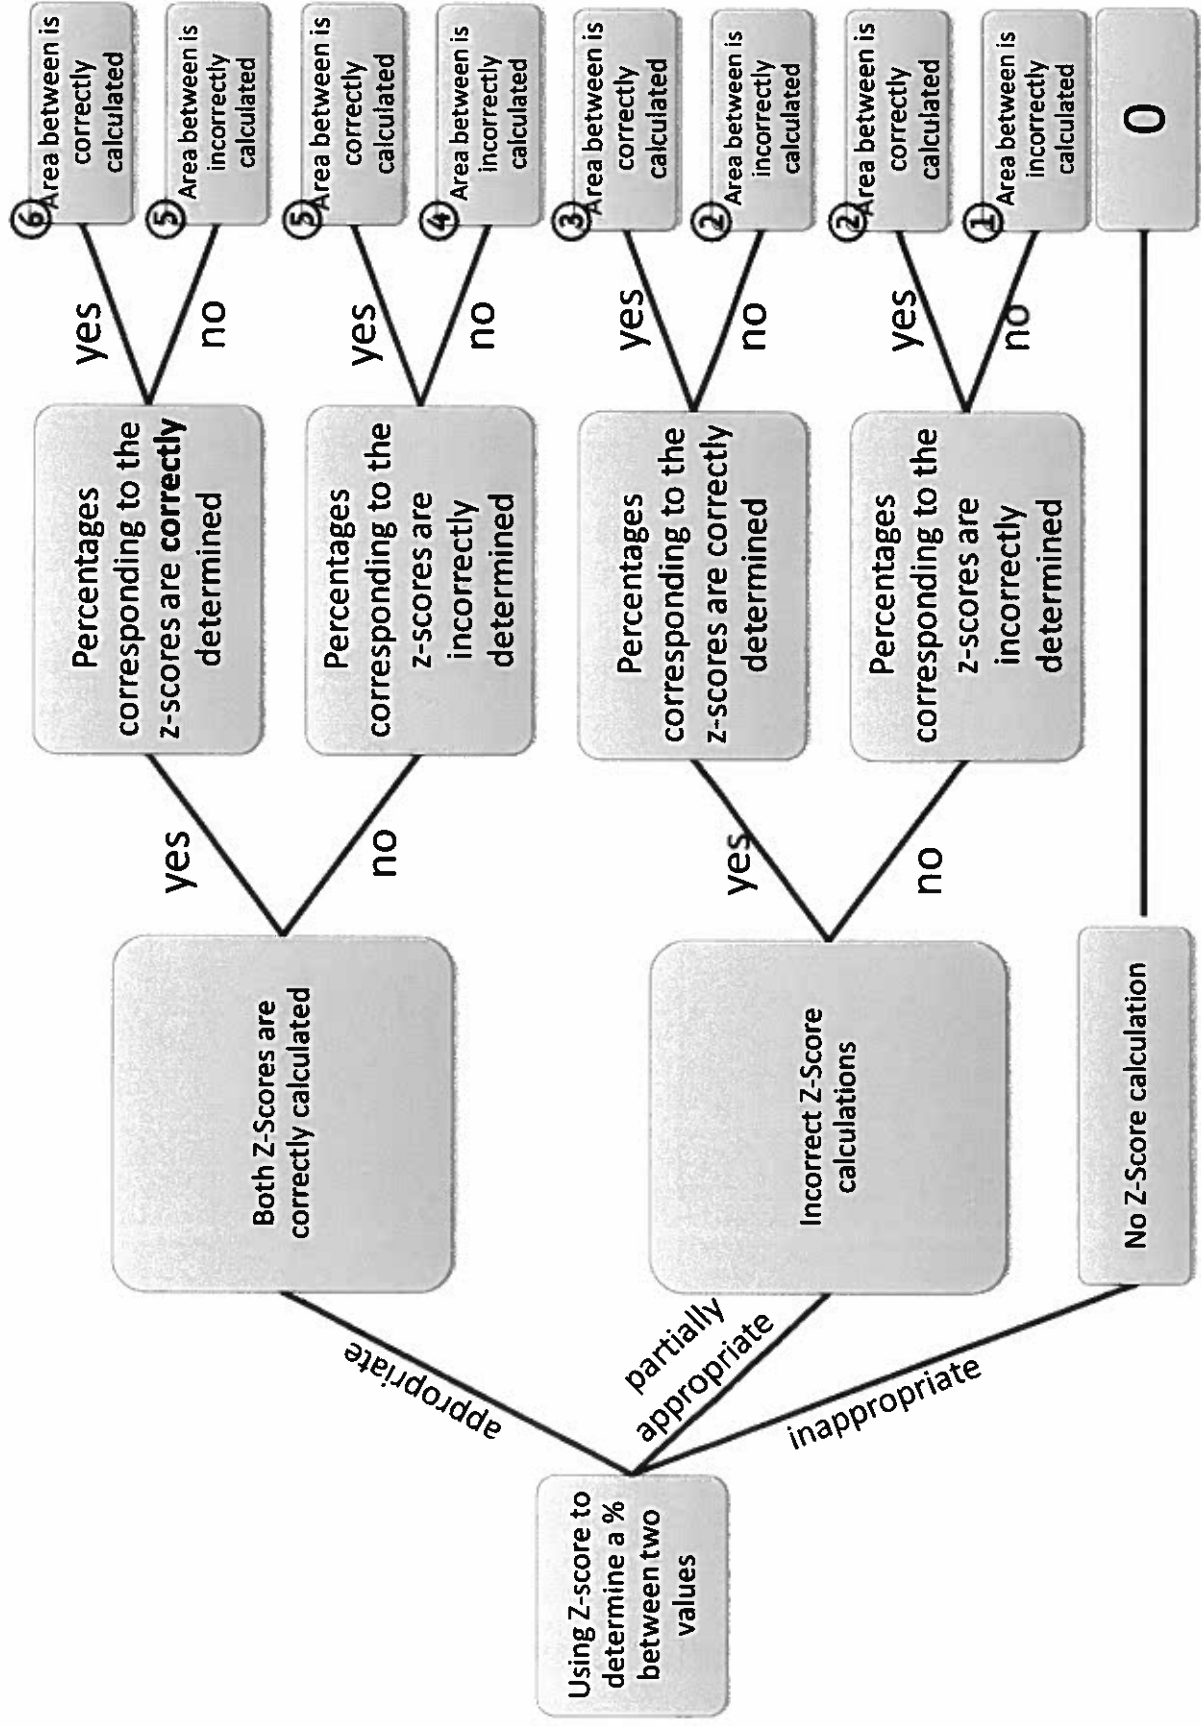 Using Z-score to
determine a %
between two
values
appropriate
partially
appropriate
inappropriate
Both Z-Scores are
correctly calculated
Incorrect Z-Score
calculations
No Z-Score calculation
yes
no
yes
no
Percentages
corresponding to the
z-scores are correctly
determined
Percentages
corresponding to the
z-scores are
incorrectly
determined
Percentages
corresponding to the
z-scores are correctly
determined
Percentages
corresponding to the
z-scores are
incorrectly
determined
yes
no
yes
no
yes
no
yes
no
6 Area between is
correctly
calculated
5 Area between is
incorrectly
calculated
5 Area between is
correctly
calculated
4 Area between is
incorrectly
calculated
3 Area between is
correctly
calculated
2 Area between is
incorrectly
calculated
2 Area between is
correctly
calculated
1 Area between is
incorrectly
calculated
0